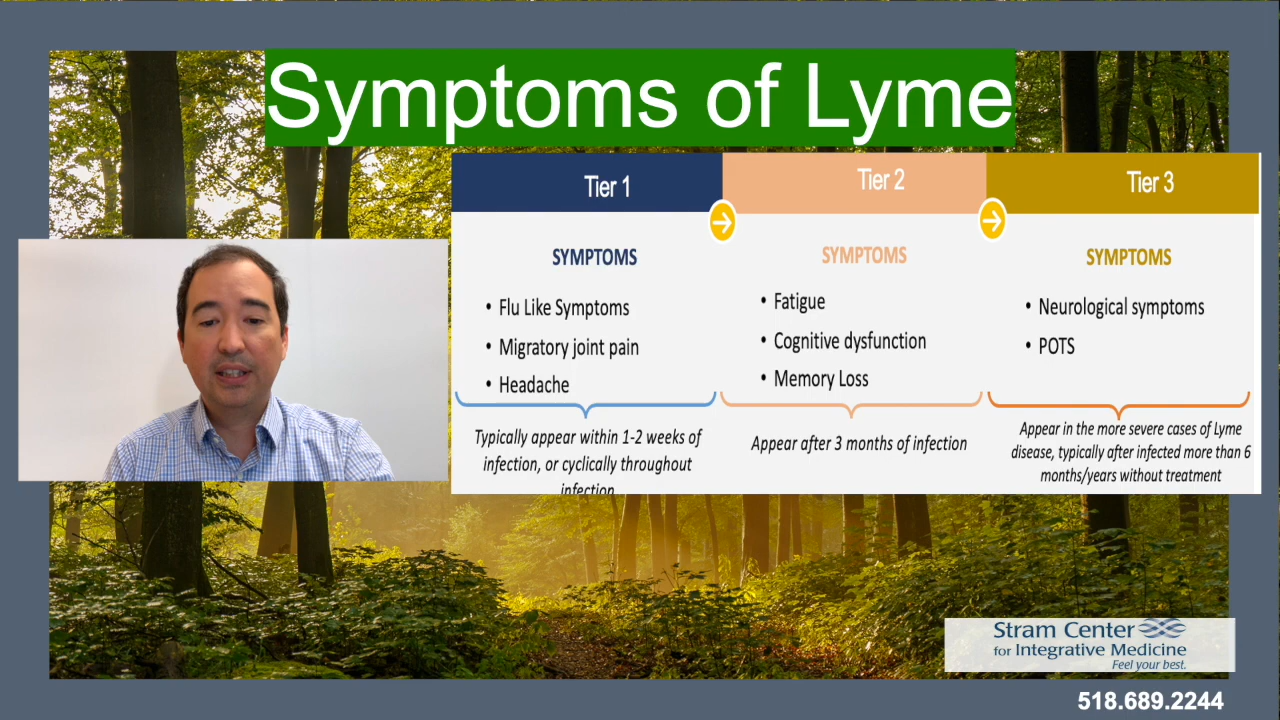 Symptoms of Lyme
Tier 1
SYMPTOMS
• Flu Like Symptoms
• Migratory joint pain
• Headache
Typically appear within 1-2 weeks of
infection, or cyclically throughout
infection
Tier 2
SYMPTOMS
• Fatigue
• Cognitive dysfunction
• Memory Loss
Appear after 3 months of infection
Tier 3
SYMPTOMS
• Neurological symptoms
• POTS
Appear in the more severe cases of Lyme
disease, typically after infected more than 6
months/years without treatment
Stram Center
for Integrative Medicine
Feel your best.
518.689.2244